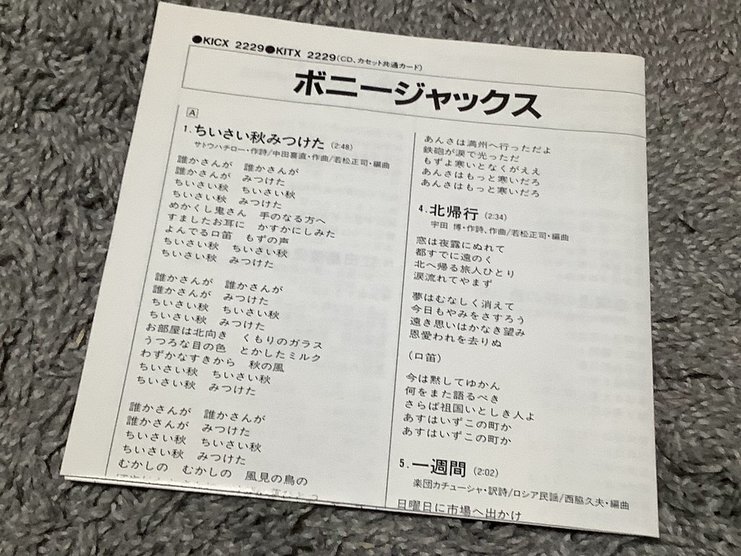 ●KICX 2229●KITX 2229(CD、カセット共通カード)
ボニージャックス
A
1. ちいさい秋みつけた (2:48)
サトウハチロー・作詩/中田喜直・作曲/若松正司・編曲
誰かさんが 誰かさんが
誰かさんが みつけた
ちいさい秋 ちいさい秋
ちいさい秋 みつけた
めかくし鬼さん 手のなる方へ
すましたお耳に かすかにしみた
よんでる口笛 もずの声
ちいさい秋 ちいさい秋
ちいさい秋 みつけた
誰かさんが 誰かさんが
誰かさんが みつけた
ちいさい秋 ちいさい秋
ちいさい秋 みつけた
お部屋は北向き くもりのガラス
うつろな目の色 とかしたミルク
わずかなすきから 秋の風
ちいさい秋 ちいさい秋
ちいさい秋 みつけた
誰かさんが 誰かさんが
誰かさんが みつけた
ちいさい秋 ちいさい秋
ちいさい秋 みつけた
むかしの むかしの 風見の鳥の
あんさは満州へ行っただよ
鉄砲が涙で光っただ
もずよ寒いとなくがええ
あんさはもっと寒いだろ
あんさはもっと寒いだろ
4. 北帰行 (2:34)
宇田 博・作詩、作曲/若松正司・編曲
窓は夜露にぬれて
都すでに遠のく
北へ帰る旅人ひとり
涙流れてやまず
夢はむなしく消えて
今日もやみをさすろう
遠き思いはかなき望み
恩愛われを去りぬ
(口笛)
今は黙してゆかん
何をまた語るべき
さらば祖国いとしき人よ
あすはいずこの町か
あすはいずこの町か
5. 一週間 (2:02)
楽団カチューシャ・訳詩/ロシア民謡/西脇久夫・編曲
日曜日に市場へ出かけ